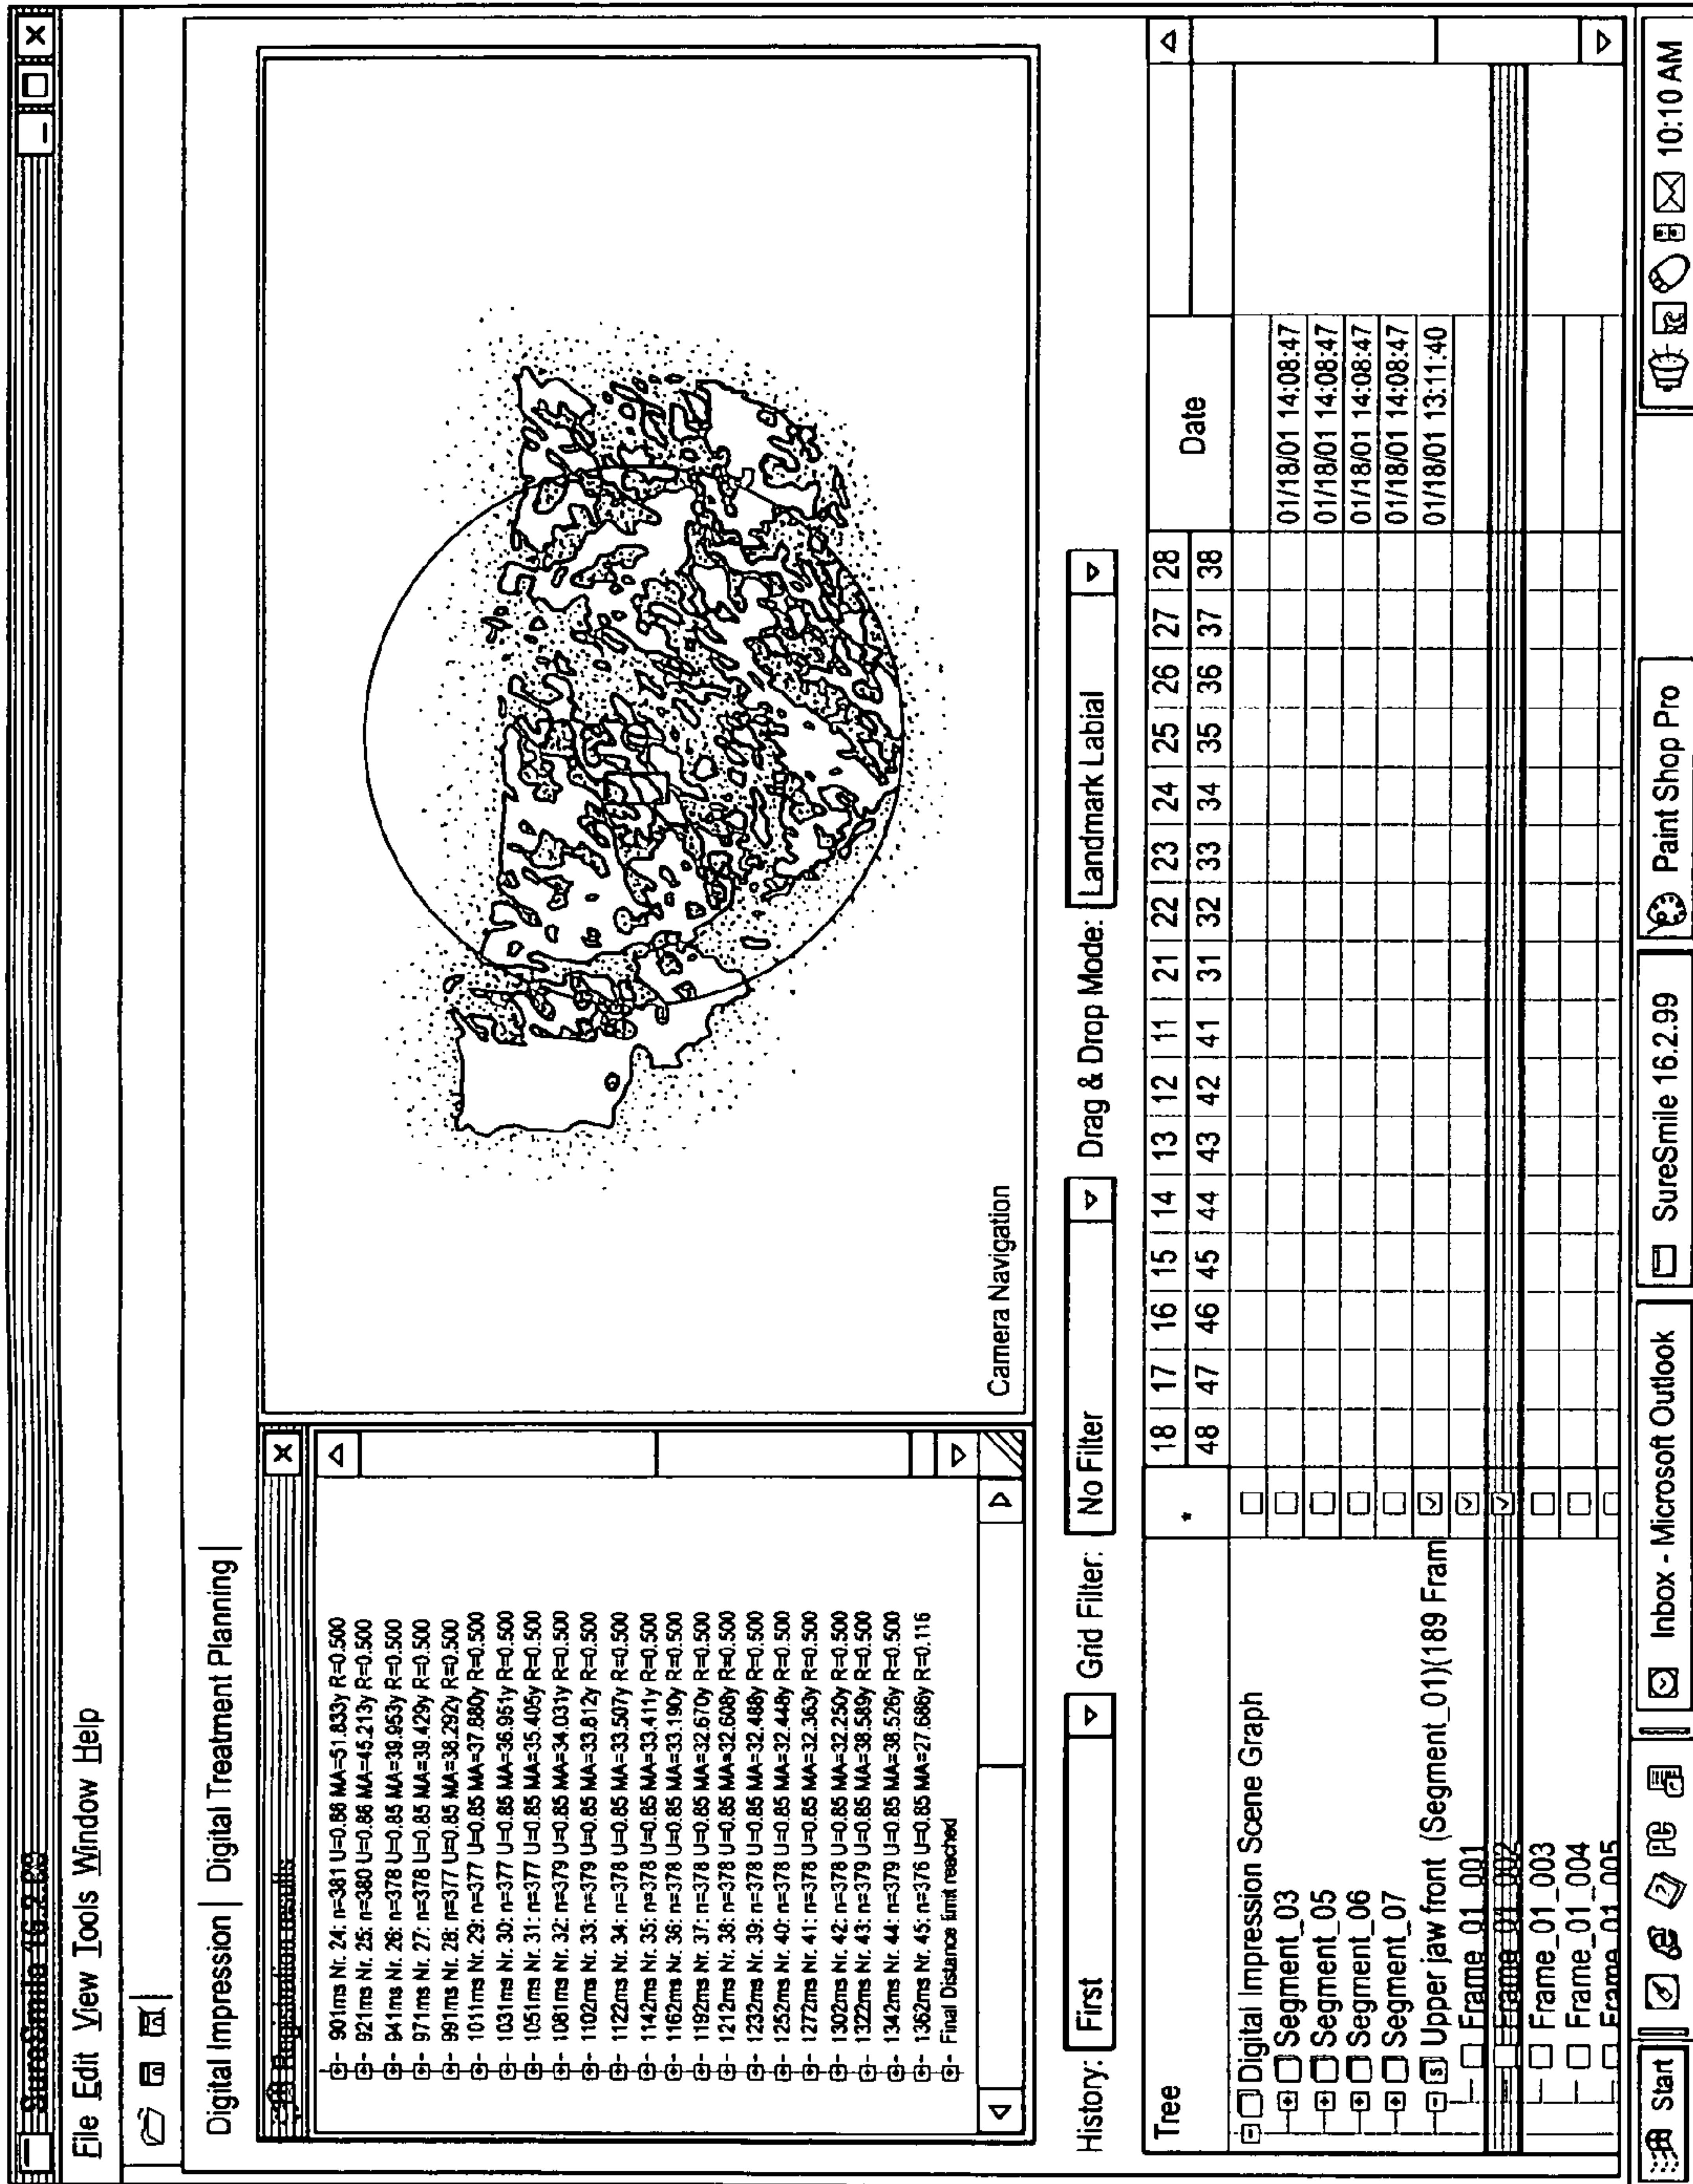 SureSmile 16.2.99
File Edit View Tools Window Help
Digital Impression | Digital Treatment Planning
Registration results
901ms Nr. 24: n=381 U=0.86 MA=51.833y R=0.500
921ms Nr. 25: n=380 U=0.86 MA=45.213y R=0.500
941ms Nr. 26: n=378 U=0.85 MA=39.953y R=0.500
971ms Nr. 27: n=378 U=0.85 MA=39.429y R=0.500
991ms Nr. 28: n=377 U=0.85 MA=38.292y R=0.500
1011ms Nr. 29: n=377 U=0.85 MA=37.880y R=0.500
1031ms Nr. 30: n=377 U=0.85 MA=36.951y R=0.500
1051ms Nr. 31: n=377 U=0.85 MA=35.405y R=0.500
1081ms Nr. 32: n=379 U=0.85 MA=34.031y R=0.500
1102ms Nr. 33: n=379 U=0.85 MA=33.812y R=0.500
1122ms Nr. 34: n=378 U=0.85 MA=33.507y R=0.500
1142ms Nr. 35: n=378 U=0.85 MA=33.411y R=0.500
1162ms Nr. 36: n=378 U=0.85 MA=33.190y R=0.500
1192ms Nr. 37: n=378 U=0.85 MA=32.670y R=0.500
1212ms Nr. 38: n=378 U=0.85 MA=32.608y R=0.500
1232ms Nr. 39: n=378 U=0.85 MA=32.488y R=0.500
1252ms Nr. 40: n=378 U=0.85 MA=32.448y R=0.500
1272ms Nr. 41: n=378 U=0.85 MA=32.363y R=0.500
1302ms Nr. 42: n=378 U=0.85 MA=32.250y R=0.500
1322ms Nr. 43: n=379 U=0.85 MA=38.589y R=0.500
1342ms Nr. 44: n=379 U=0.85 MA=38.526y R=0.500
1362ms Nr. 45: n=376 U=0.85 MA=27.686y R=0.116
Final Distance limit reached
Camera Navigation
History: First Grid Filter: No Filter Drag & Drop Mode: Landmark Labial
Tree * 18 17 16 15 14 13 12 11 21 22 23 24 25 26 27 28 Date
48 47 46 45 44 43 42 41 31 32 33 34 35 36 37 38
Digital Impression Scene Graph
Segment_03 01/18/01 14:08:47
Segment_05 01/18/01 14:08:47
Segment_06 01/18/01 14:08:47
Segment_07 01/18/01 14:08:47
Upper jaw front (Segment_01)(189 Fram 01/18/01 13:11:40
Frame_01_001
Frame_01_002
Frame_01_003
Frame_01_004
Frame_01_005
Start Inbox - Microsoft Outlook SureSmile 16.2.99 Paint Shop Pro 10:10 AM